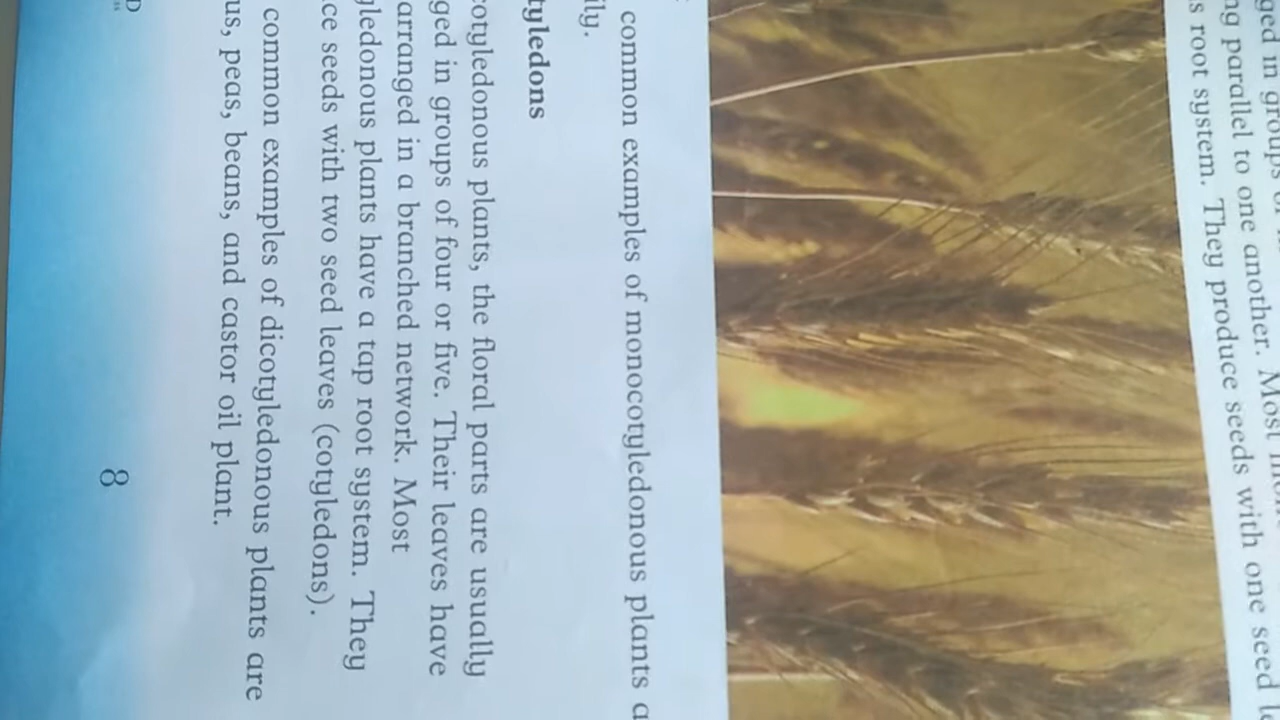 ged in groups
ng parallel to one another. Most
s root system. They produce seeds with one seed
common examples of monocotyledonous plants
ily.
tyledons
cotyledonous plants, the floral parts are usually
ged in groups of four or five. Their leaves have
arranged in a branched network. Most
gledonous plants have a tap root system. They
ce seeds with two seed leaves (cotyledons).
common examples of dicotyledonous plants are
us, peas, beans, and castor oil plant.
8